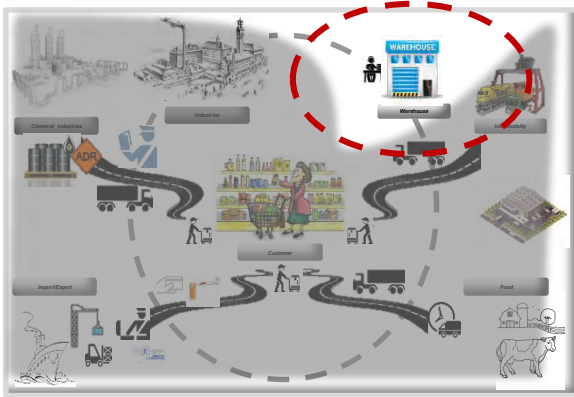 WAREHOUSE
Warehouse
Industries
Chemical Industries
Intermodality
ADR
Customer
Import/Export
Food